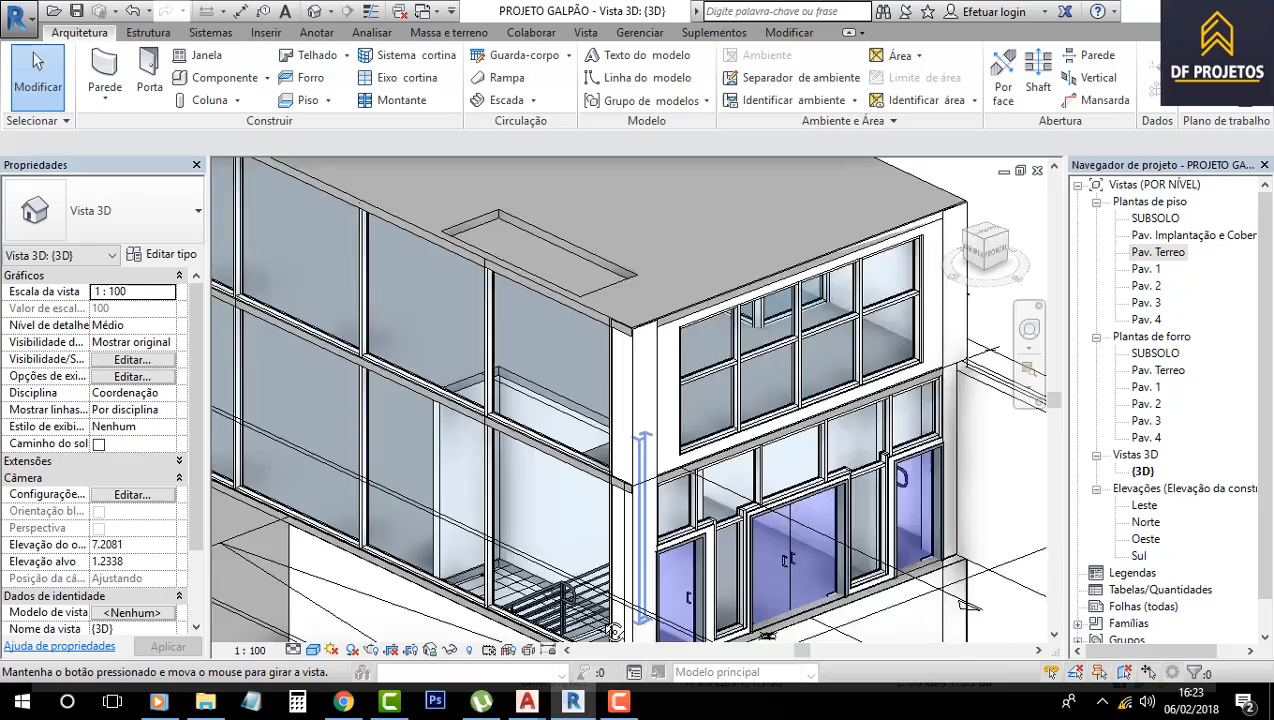 PROJETO GALPÃO - Vista 3D: {3D}
Digite palavra-chave ou frase
Efetuar login
Arquitetura Estrutura Sistemas Inserir Anotar Analisar Massa e terreno Colaborar Vista Gerenciar Suplementos Modificar
DF PROJETOS
Modificar
Parede
Porta
Janela
Componente
Coluna
Telhado
Forro
Piso
Sistema cortina
Eixo cortina
Montante
Guarda-corpo
Rampa
Escada
Texto do modelo
Linha do modelo
Grupo de modelos
Ambiente
Separador de ambiente
Identificar ambiente
Área
Limite de área
Identificar área
Por face
Shaft
Parede
Vertical
Mansarda
Selecionar
Construir
Circulação
Modelo
Ambiente e Área
Abertura
Dados
Plano de trabalho
Propriedades
Vista 3D
Vista 3D: {3D}
Editar tipo
Gráficos
Escala da vista 1 : 100
Valor de escal... 100
Nível de detalhe Médio
Visibilidade d... Mostrar original
Visibilidade/S... Editar...
Opções de exi... Editar...
Disciplina Coordenação
Mostrar linhas... Por disciplina
Estilo de exibi... Nenhum
Caminho do sol
Extensões
Câmera
Configuraçõe... Editar...
Orientação bl...
Perspectiva
Elevação do o... 7.2081
Elevação alvo 1.2338
Posição da câ... Ajustando
Dados de identidade
Modelo de vista <Nenhum>
Nome da vista {3D}
Ajuda de propriedades
Aplicar
Navegador de projeto - PROJETO GA...
Vistas (POR NÍVEL)
Plantas de piso
SUBSOLO
Pav. Implantação e Cober
Pav. Terreo
Pav. 1
Pav. 2
Pav. 3
Pav. 4
Plantas de forro
SUBSOLO
Pav. Terreo
Pav. 1
Pav. 2
Pav. 3
Pav. 4
Vistas 3D
{3D}
Elevações (Elevação da constr
Leste
Norte
Oeste
Sul
Legendas
Tabelas/Quantidades
Folhas (todas)
Famílias
Grupos
1 : 100
Mantenha o botão pressionado e mova o mouse para girar a vista.
:0
Modelo principal
:0
16:23
06/02/2018
2